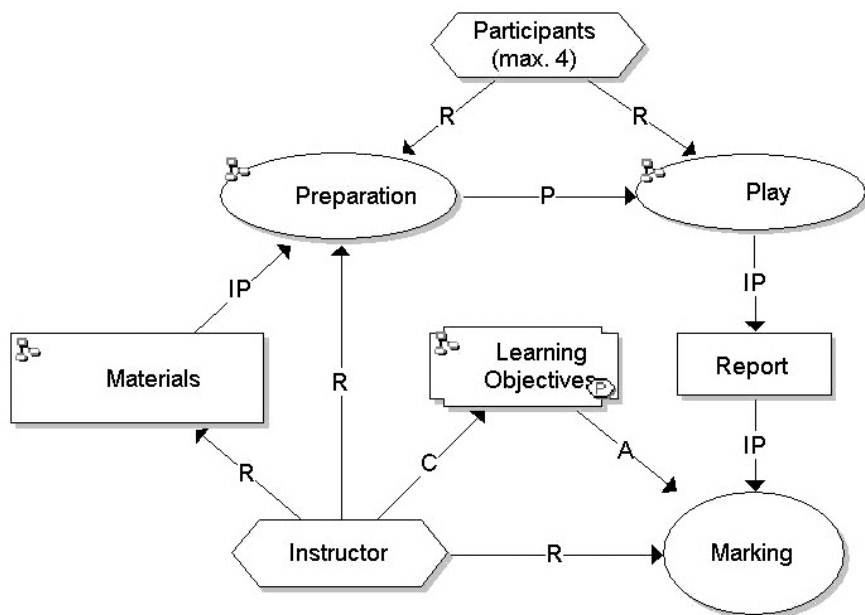 Participants
(max. 4)
R
R
Preparation
P
Play
IP
IP
Materials
R
Learning
Objectives
P
Report
R
C
A
IP
Instructor
R
Marking